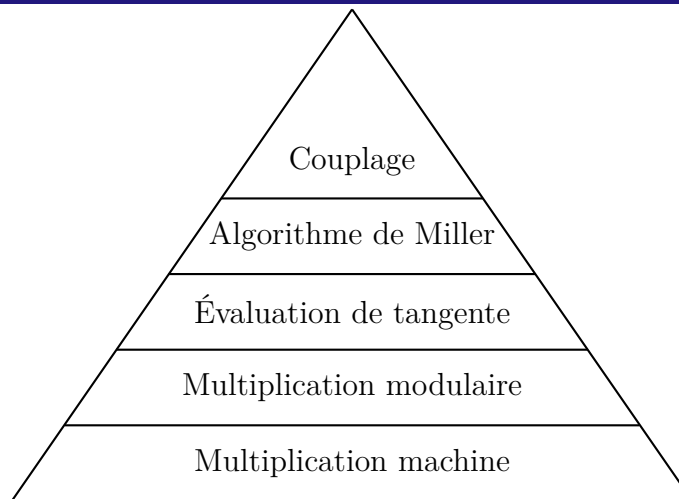 Couplage
Algorithme de Miller
Évaluation de tangente
Multiplication modulaire
Multiplication machine